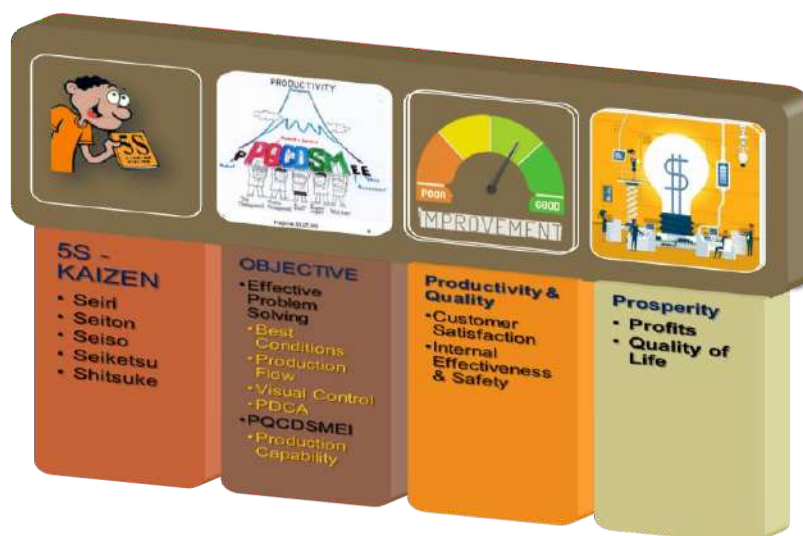 5S
PRODUCTIVITY
P PQCDSM EE
POOR
GOOD
IMPROVEMENT
$
5S -
KAIZEN
• Seiri
• Seiton
• Seiso
• Seiketsu
• Shitsuke
OBJECTIVE
•Effective
Problem
Solving
•Best
Conditions
•Production
Flow
•Visual Control
•PDCA
•PQCDSMEI
•Production
Capability
Productivity &
Quality
•Customer
Satisfaction
•Internal
Effectiveness
& Safety
Prosperity
• Profits
• Quality of
Life